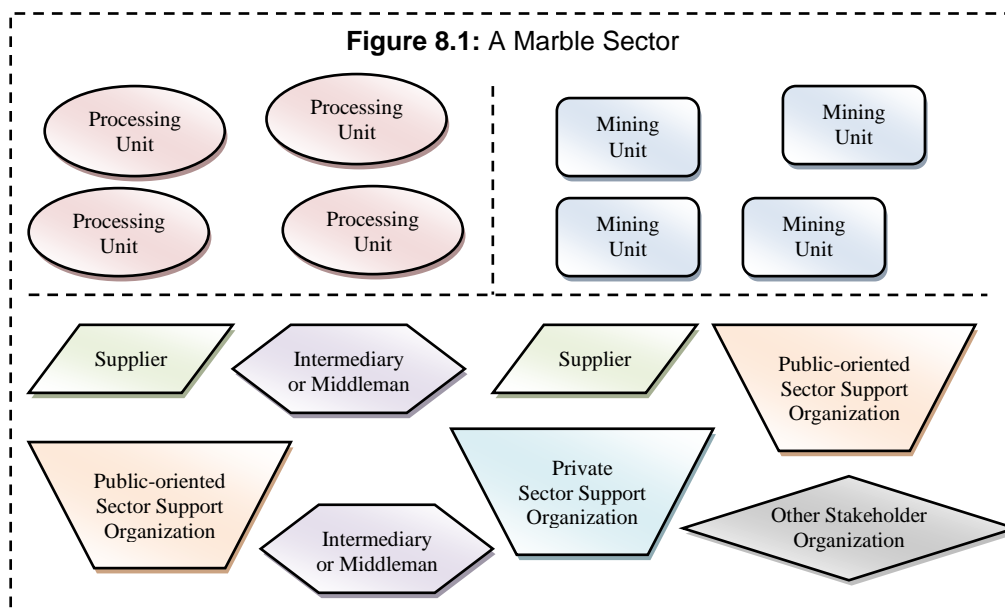 Figure 8.1: A Marble Sector
Processing
Unit
Processing
Unit
Mining
Unit
Mining
Unit
Processing
Unit
Processing
Unit
Mining
Unit
Mining
Unit
Supplier
Intermediary
or Middleman
Supplier
Public-oriented
Sector Support
Organization
Public-oriented
Sector Support
Organization
Intermediary
or Middleman
Private
Sector Support
Organization
Other Stakeholder
Organization